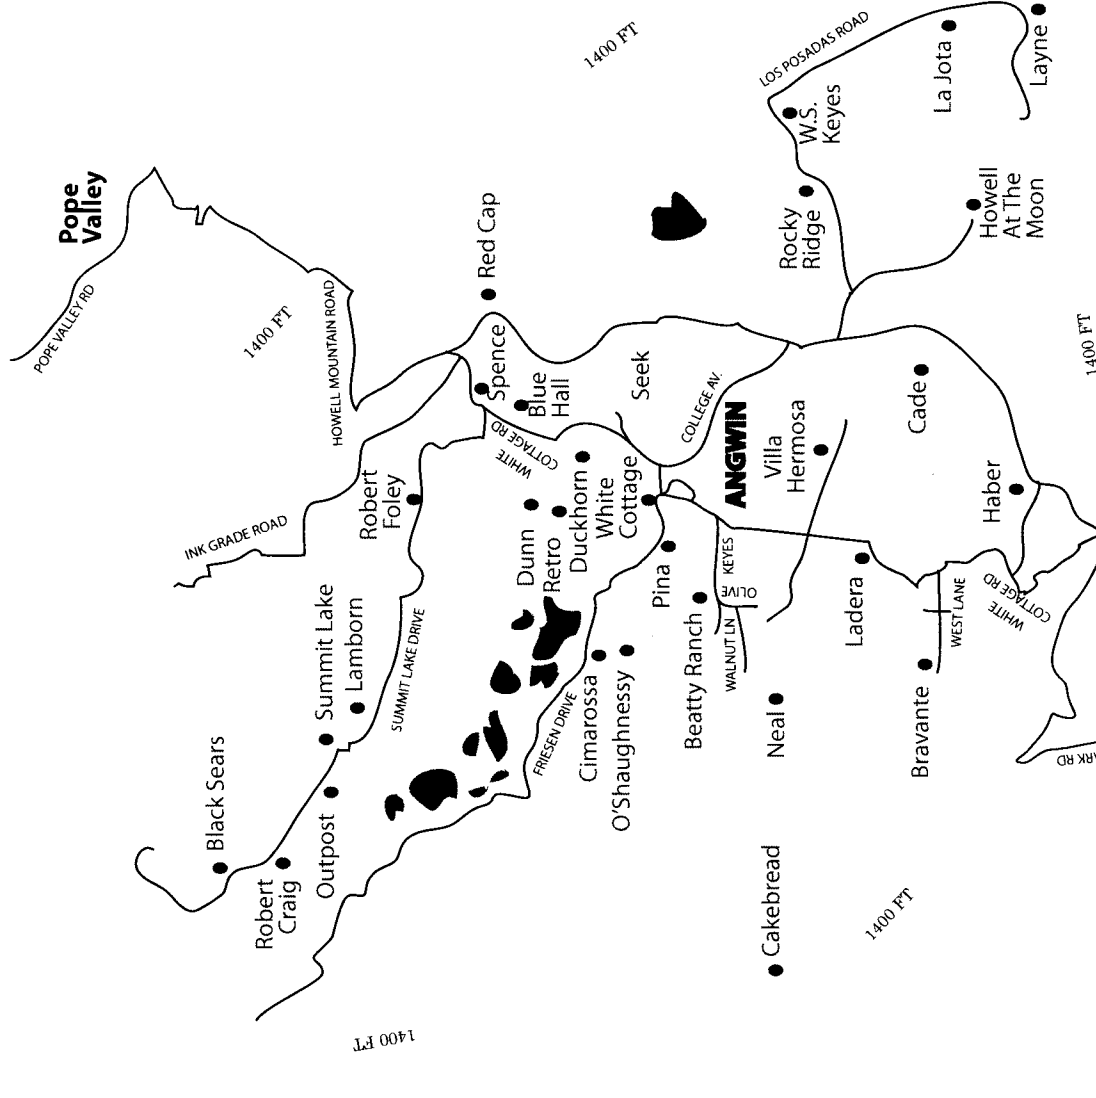 Pope
Valley
POPE VALLEY RD
1400 FT
1400 FT
HOWELL MOUNTAIN ROAD
Red Cap
LOS POSADAS ROAD
La Jota
Layne
W.S.
Keyes
Rocky
Ridge
Howell
At The
Moon
1400 FT
Spence
Blue
Hall
Seek
COLLEGE AV.
ANGWIN
Villa
Hermosa
Cade
Haber
INK GRADE ROAD
Robert
Foley
WHITE
COTTAGE RD
Dunn
Retro
Duckhorn
White
Cottage
Pina
KEYES
OLIVE
WALNUT LN
Beatty Ranch
Ladera
WEST LANE
WHITE
COTTAGE RD
Bravante
Neal
Summit Lake
Lamborn
SUMMIT LAKE DRIVE
FRIESEN DRIVE
Cimarossa
O'Shaughnessy
Black Sears
Robert
Craig
Outpost
Cakebread
1400 FT
1400 FT
ARK RD